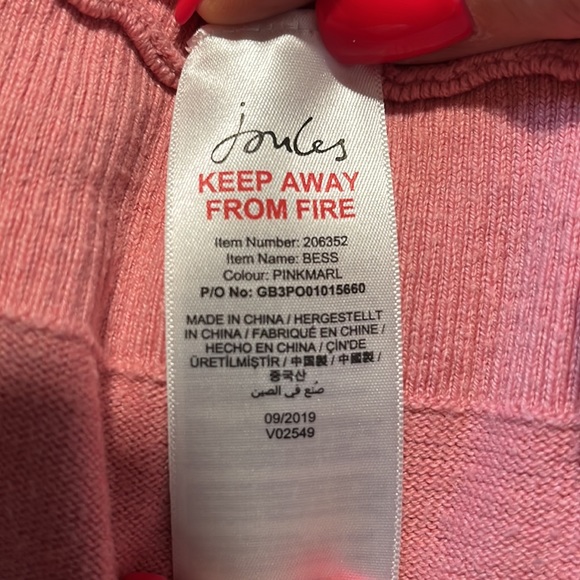 Joules
KEEP AWAY
FROM FIRE
Item Number: 206352
Item Name: BESS
Colour: PINKMARL
P/O No: GB3PO01015660
MADE IN CHINA / HERGESTELLT
IN CHINA / FABRIQUÉ EN CHINE /
HECHO EN CHINA / ÇİN'DE
ÜRETİLMİŞTİR / 中国製 / 中國製 /
중국산
صُنع في الصين
09/2019
V02549